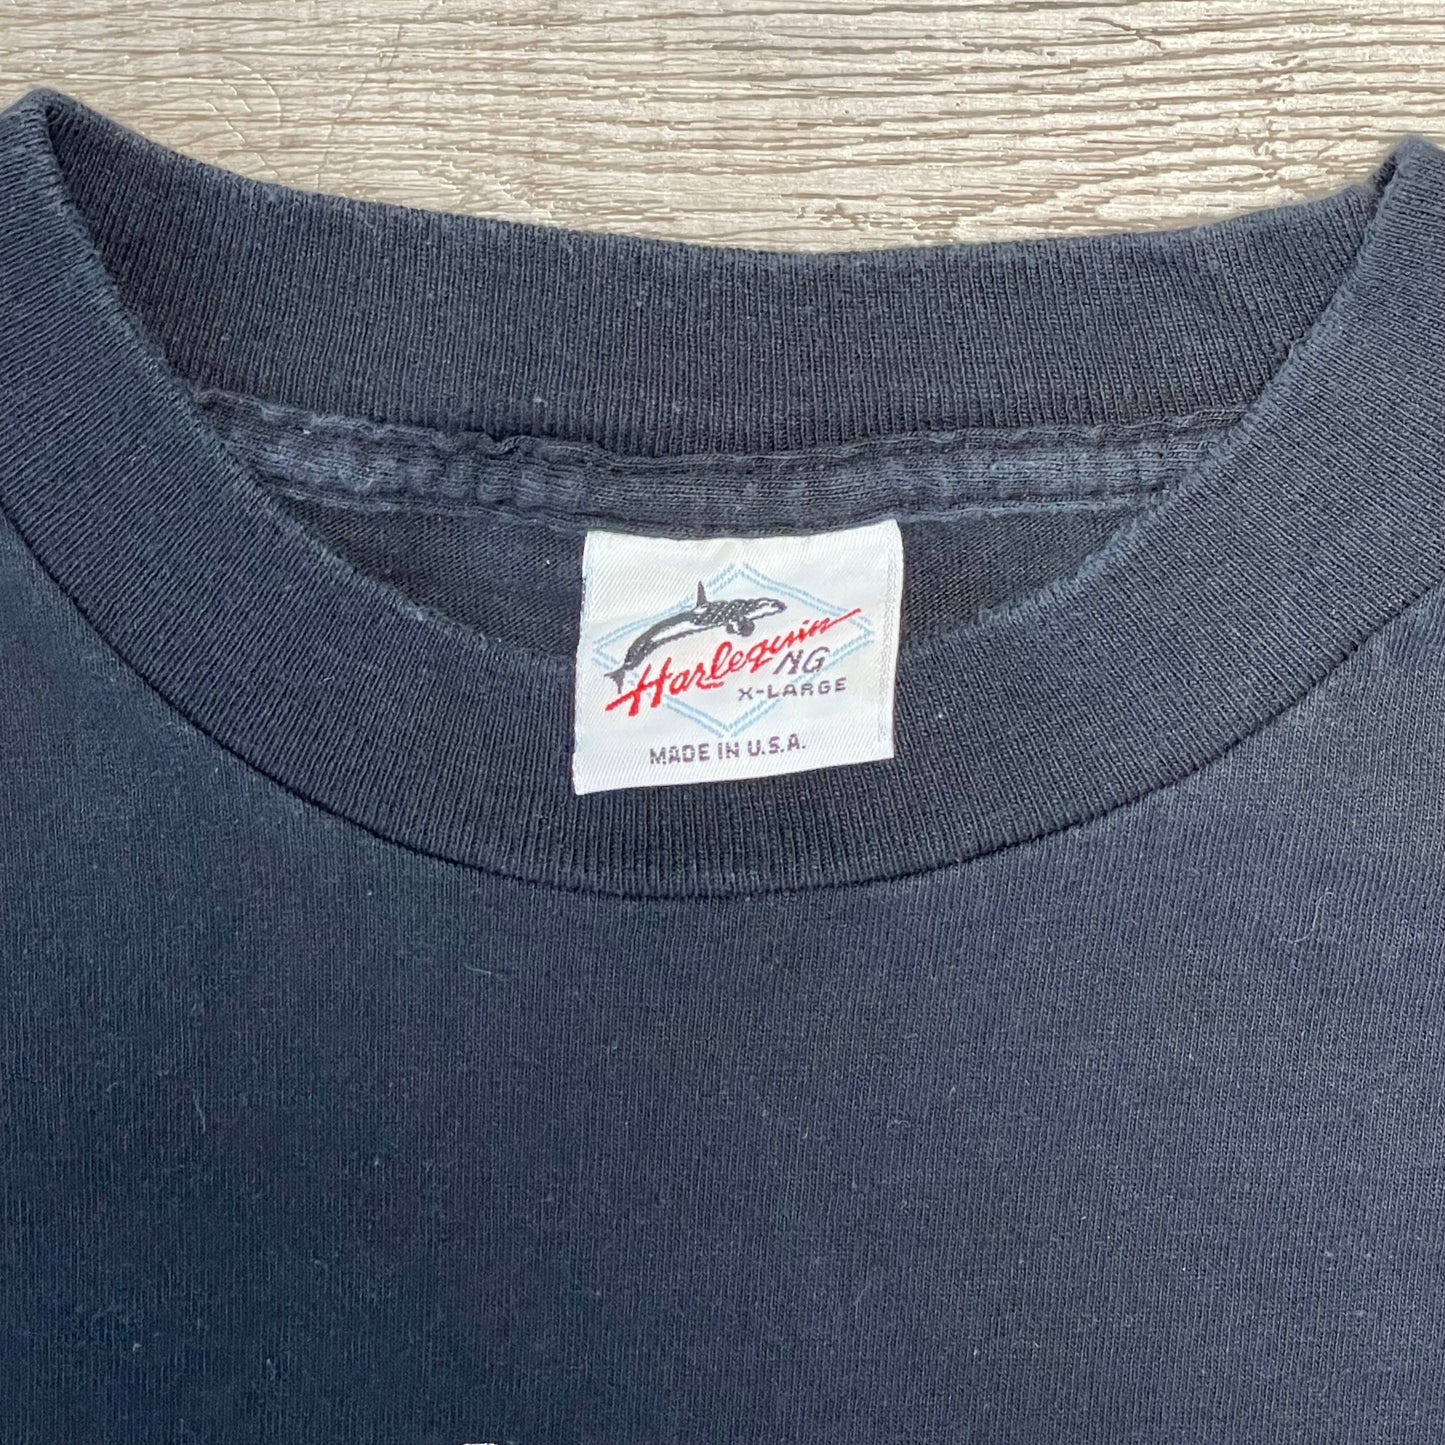 Harlequin
NG
X-LARGE
MADE IN U.S.A.